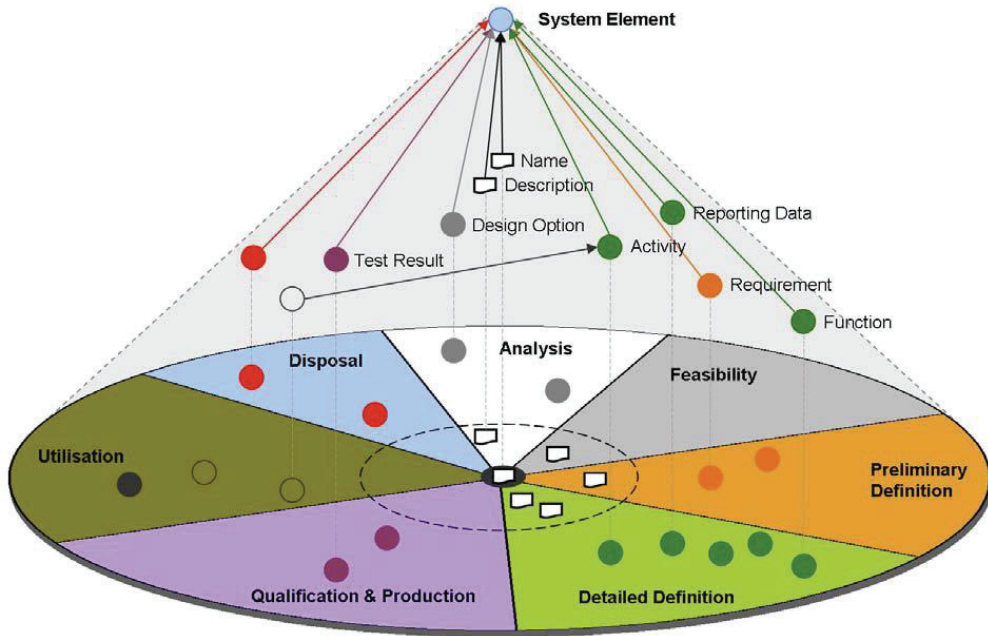 System Element
Name
Description
Design Option
Reporting Data
Activity
Test Result
Requirement
Function
Disposal
Analysis
Feasibility
Utilisation
Preliminary
Definition
Qualification & Production
Detailed Definition